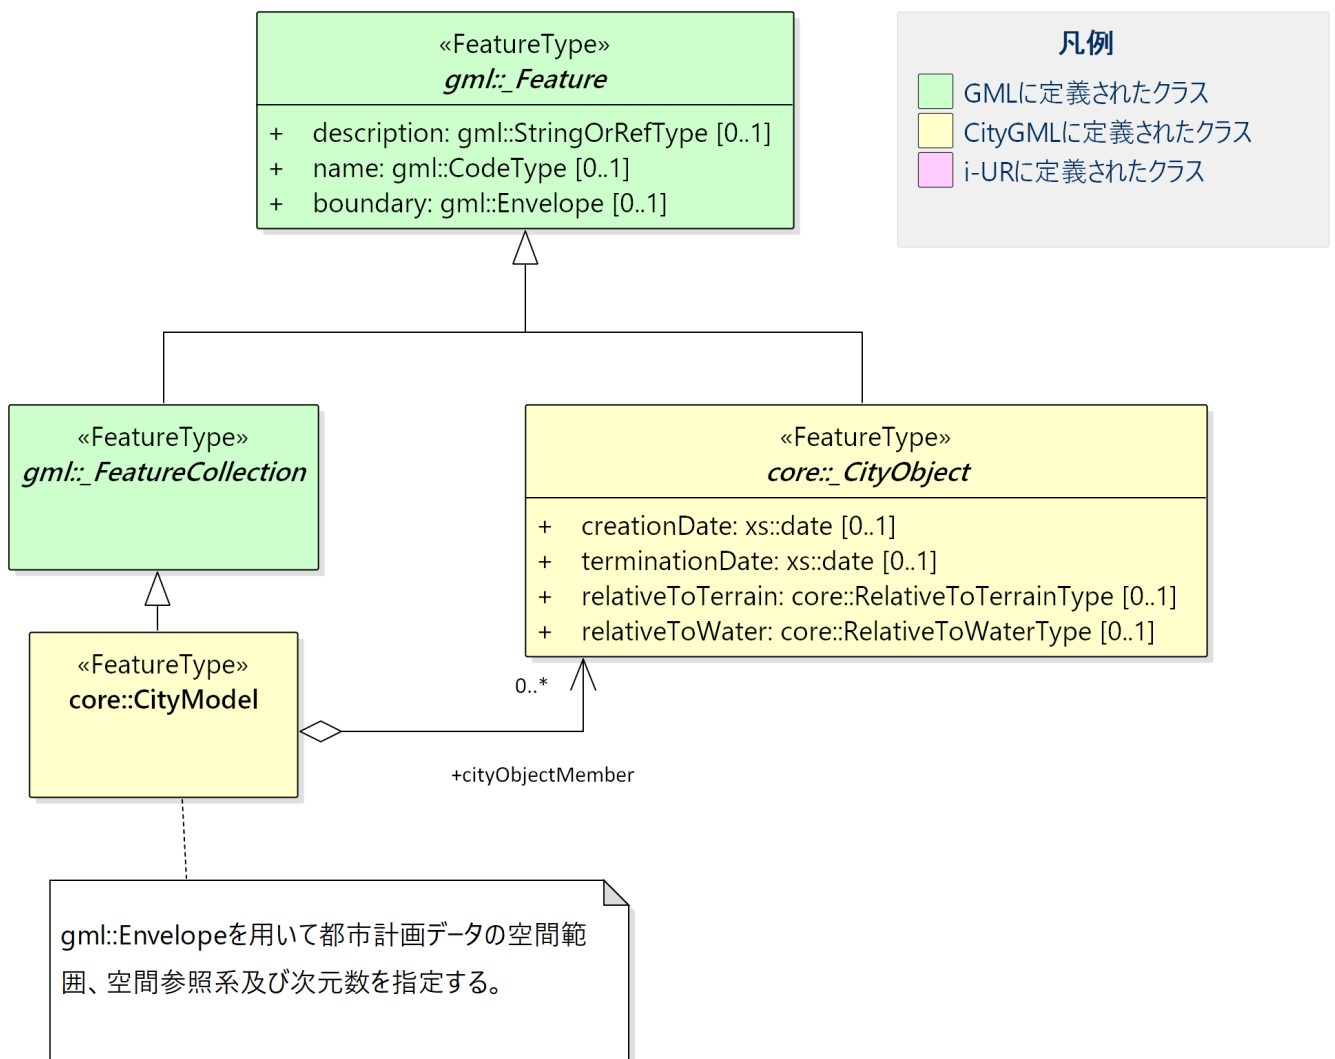 «FeatureType»
gml::_Feature
+ description: gml::StringOrRefType [0..1]
+ name: gml::CodeType [0..1]
+ boundary: gml::Envelope [0..1]
凡例
GMLに定義されたクラス
CityGMLに定義されたクラス
i-URに定義されたクラス
«FeatureType»
gml::_FeatureCollection
«FeatureType»
core::_CityObject
+ creationDate: xs::date [0..1]
+ terminationDate: xs::date [0..1]
+ relativeToTerrain: core::RelativeToTerrainType [0..1]
+ relativeToWater: core::RelativeToWaterType [0..1]
«FeatureType»
core::CityModel
0..*
+cityObjectMember
gml::Envelopeを用いて都市計画データの空間範
囲、空間参照系及び次元数を指定する。